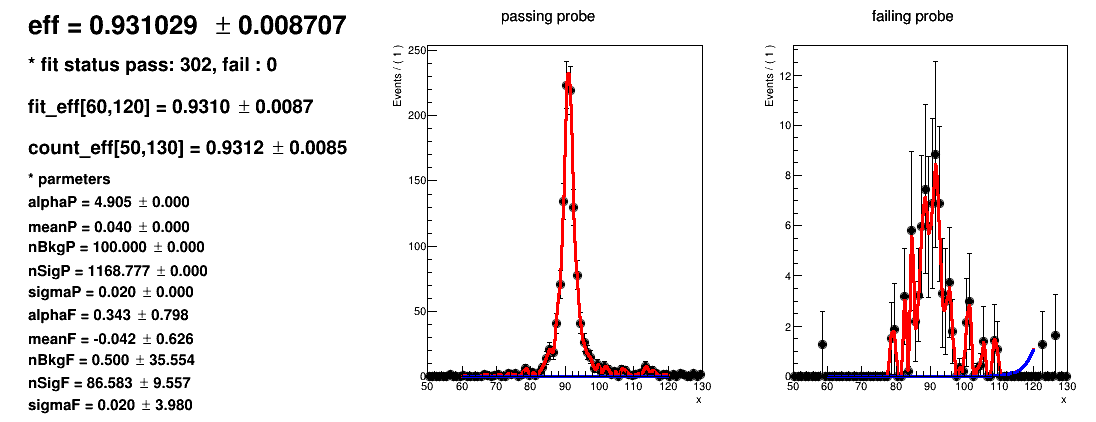 eff = 0.931029 ± 0.008707
* fit status pass: 302, fail : 0
fit_eff[60,120] = 0.9310 ± 0.0087
count_eff[50,130] = 0.9312 ± 0.0085
* parmeters
alphaP = 4.905 ± 0.000
meanP = 0.040 ± 0.000
nBkgP = 100.000 ± 0.000
nSigP = 1168.777 ± 0.000
sigmaP = 0.020 ± 0.000
alphaF = 0.343 ± 0.798
meanF = -0.042 ± 0.626
nBkgF = 0.500 ± 35.554
nSigF = 86.583 ± 9.557
sigmaF = 0.020 ± 3.980
passing probe
Events / ( 1 )
250
200
150
100
50
0
50 60 70 80 90 100 110 120 130
x
failing probe
Events / ( 1 )
12
10
8
6
4
2
0
50 60 70 80 90 100 110 120 130
x